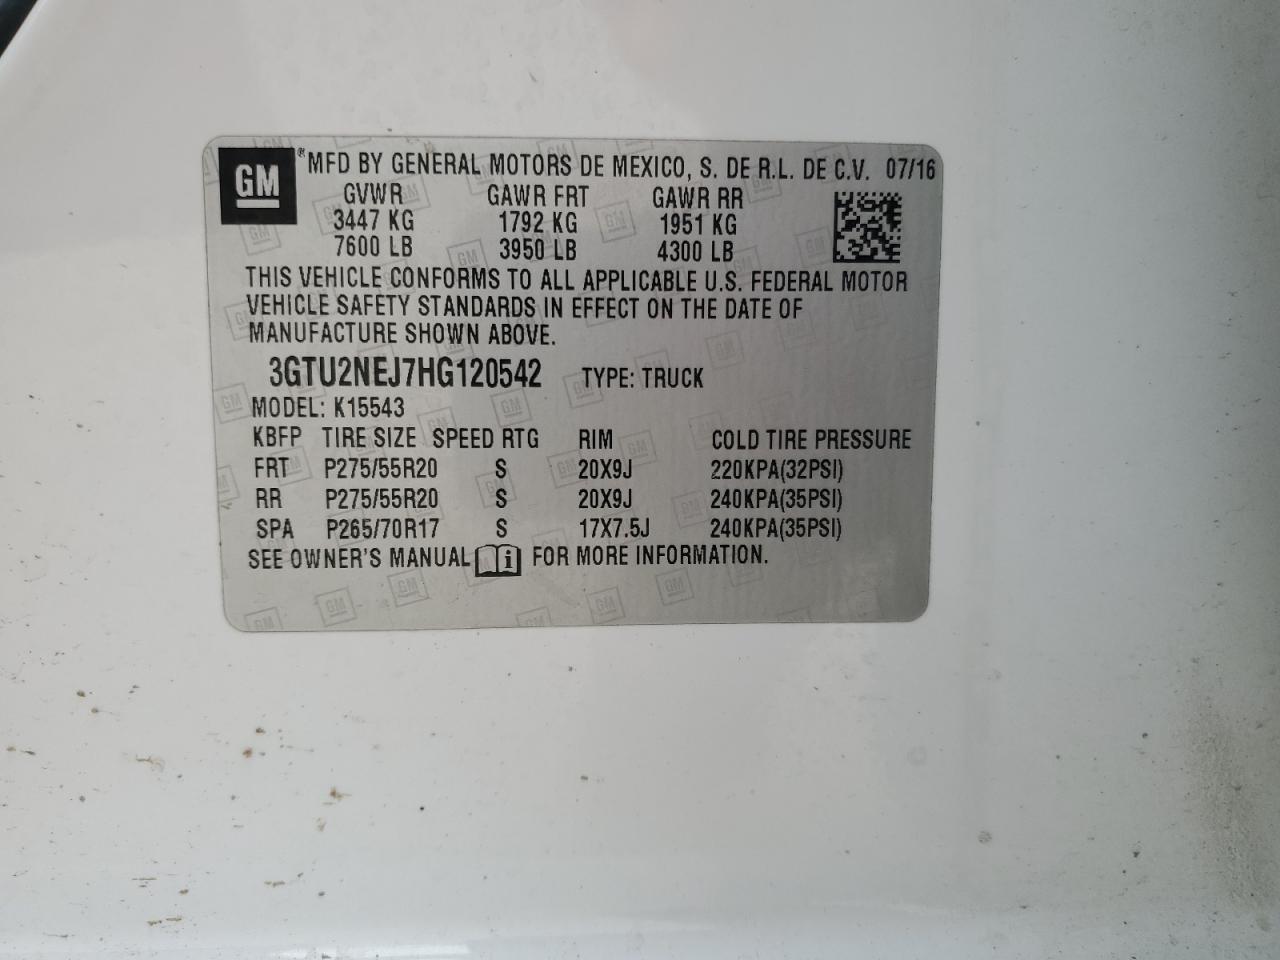 GM ® MFD BY GENERAL MOTORS DE MEXICO, S. DE R.L. DE C.V. 07/16
GVWR GAWR FRT GAWR RR
3447 KG 1792 KG 1951 KG
7600 LB 3950 LB 4300 LB
THIS VEHICLE CONFORMS TO ALL APPLICABLE U.S. FEDERAL MOTOR
VEHICLE SAFETY STANDARDS IN EFFECT ON THE DATE OF
MANUFACTURE SHOWN ABOVE.
3GTU2NEJ7HG120542 TYPE: TRUCK
MODEL: K15543
KBFP TIRE SIZE SPEED RTG RIM COLD TIRE PRESSURE
FRT P275/55R20 S 20X9J 220KPA(32PSI)
RR P275/55R20 S 20X9J 240KPA(35PSI)
SPA P265/70R17 S 17X7.5J 240KPA(35PSI)
SEE OWNER'S MANUAL i FOR MORE INFORMATION.